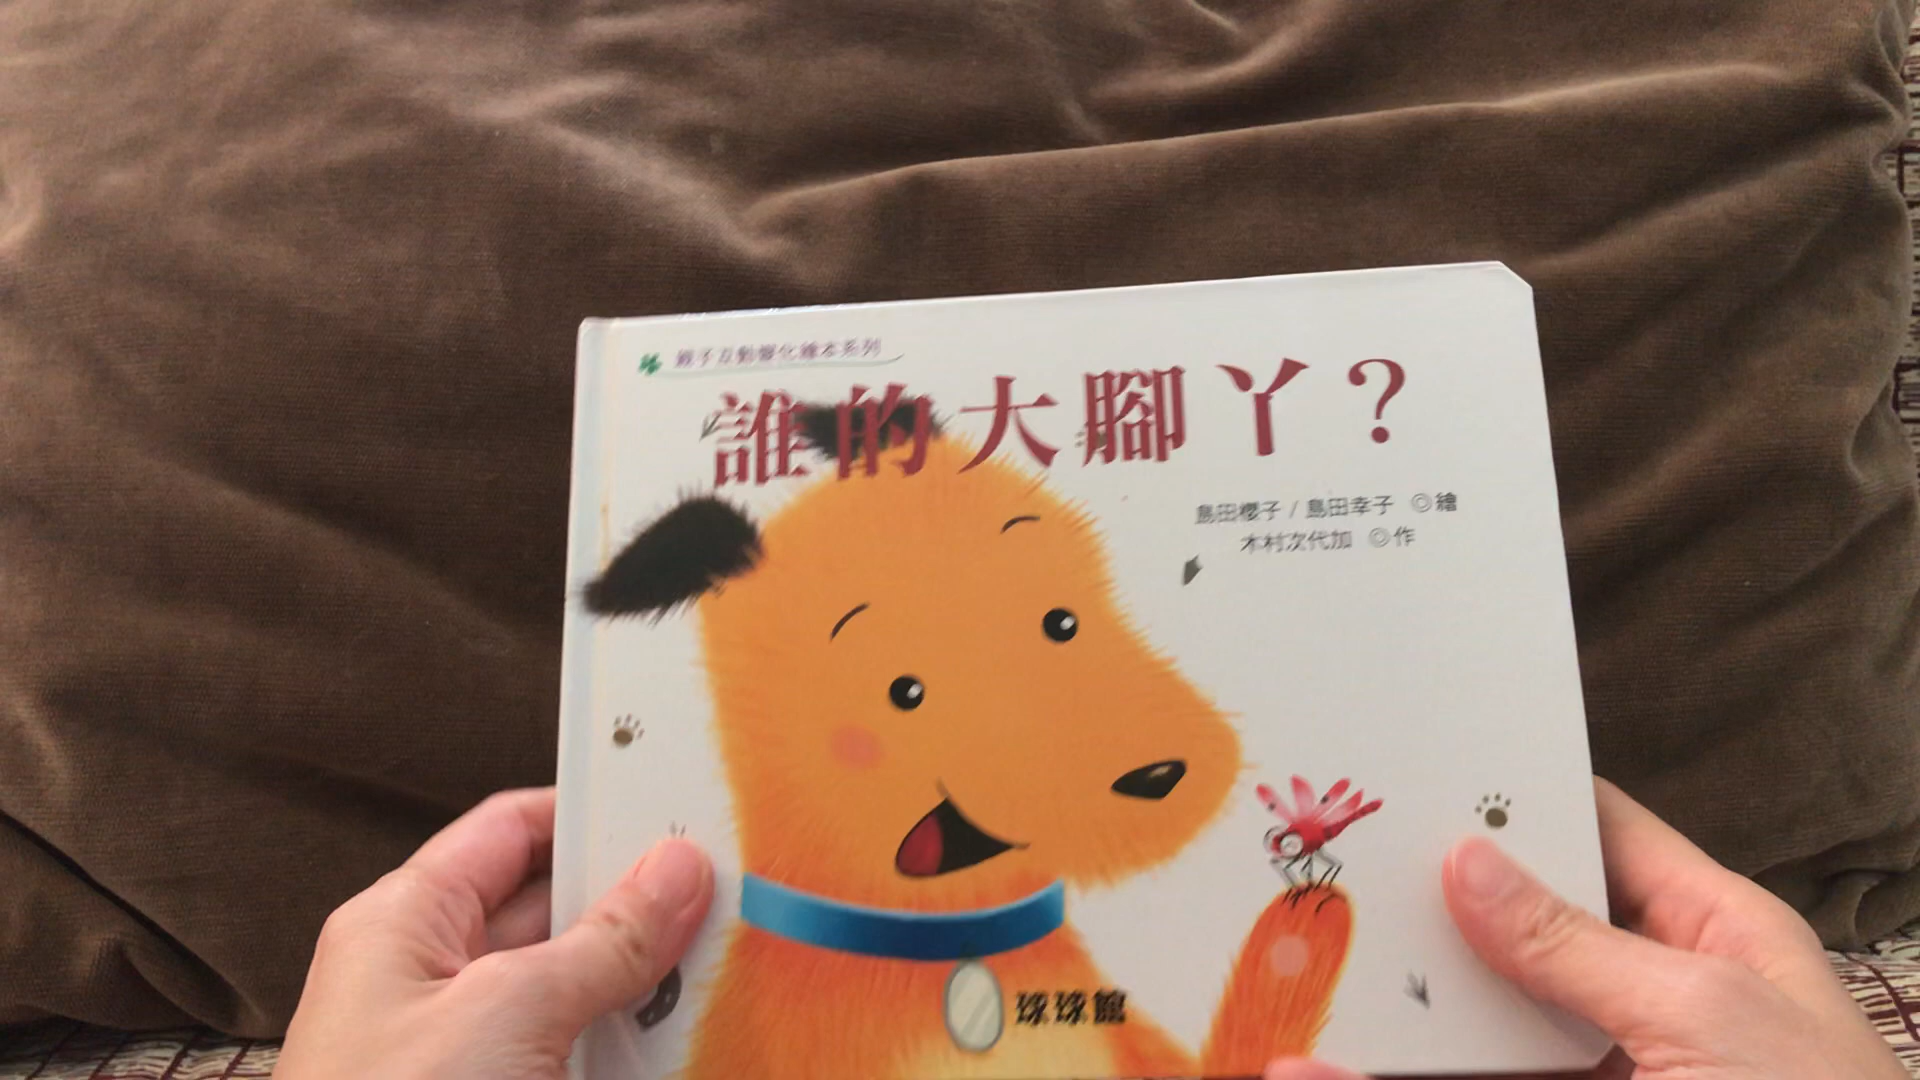 親子互動變化繪本系列
誰的大腳丫？
島田櫻子 / 島田幸子 ◎繪
木村次代加 ◎作
球球館